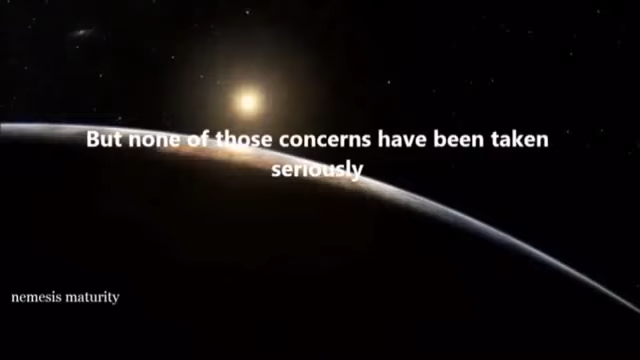 But none of those concerns have been taken
seriously
nemesis maturity